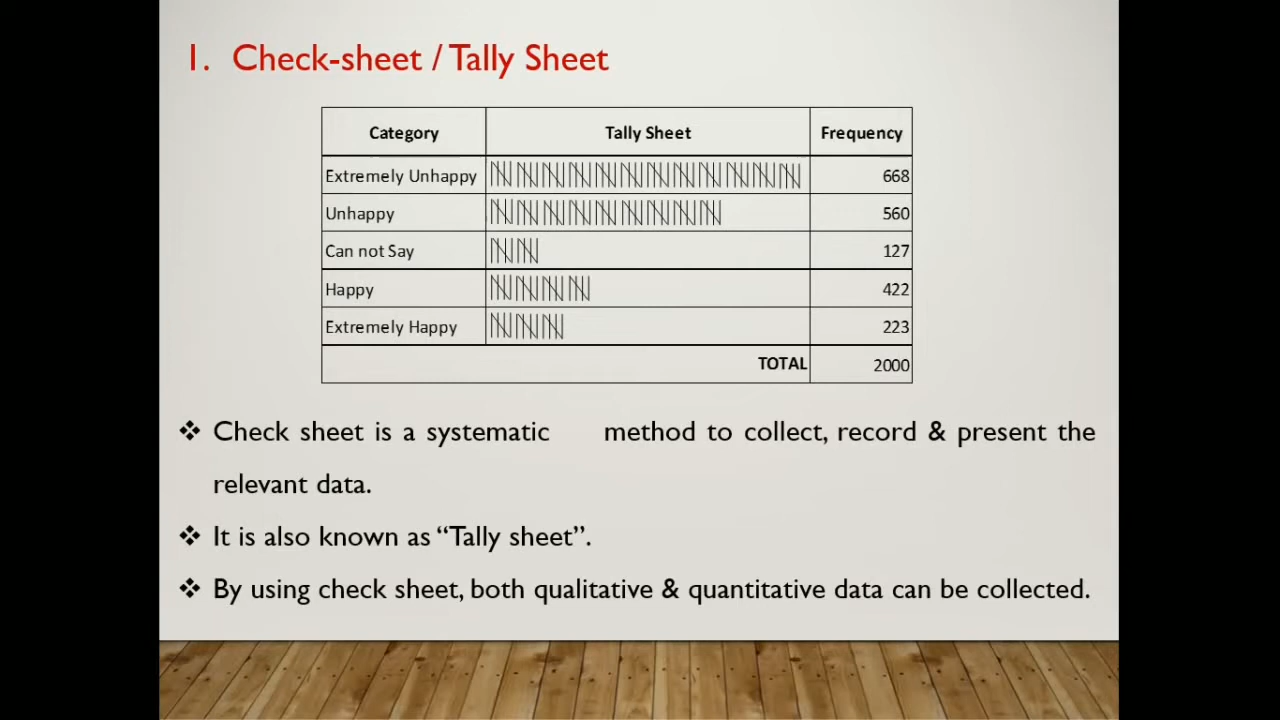 1. Check-sheet / Tally Sheet
Category Tally Sheet Frequency
Extremely Unhappy 668
Unhappy 560
Can not Say 127
Happy 422
Extremely Happy 223
TOTAL 2000
❖ Check sheet is a systematic method to collect, record & present the
relevant data.
❖ It is also known as “Tally sheet”.
❖ By using check sheet, both qualitative & quantitative data can be collected.